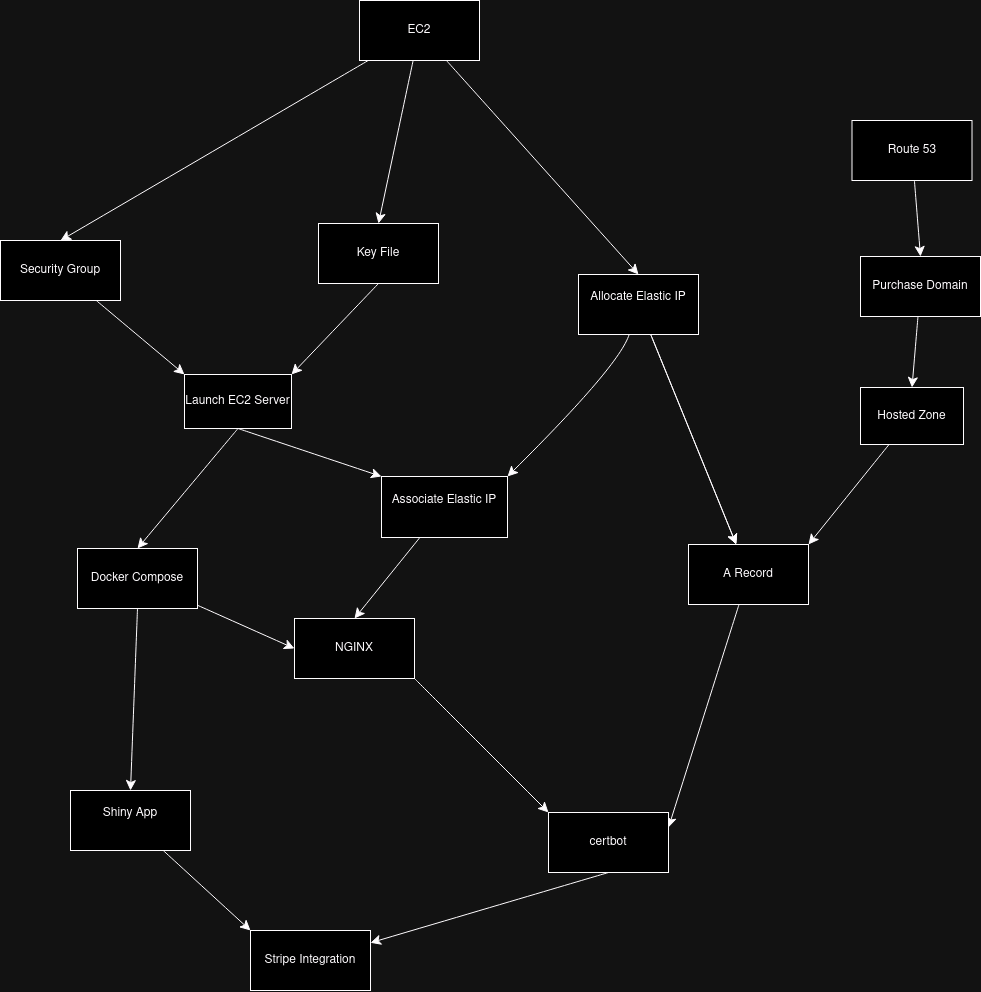 EC2
Route 53
Key File
Security Group
Purchase Domain
Allocate Elastic IP
Launch EC2 Server
Hosted Zone
Associate Elastic IP
A Record
Docker Compose
NGINX
Shiny App
certbot
Stripe Integration